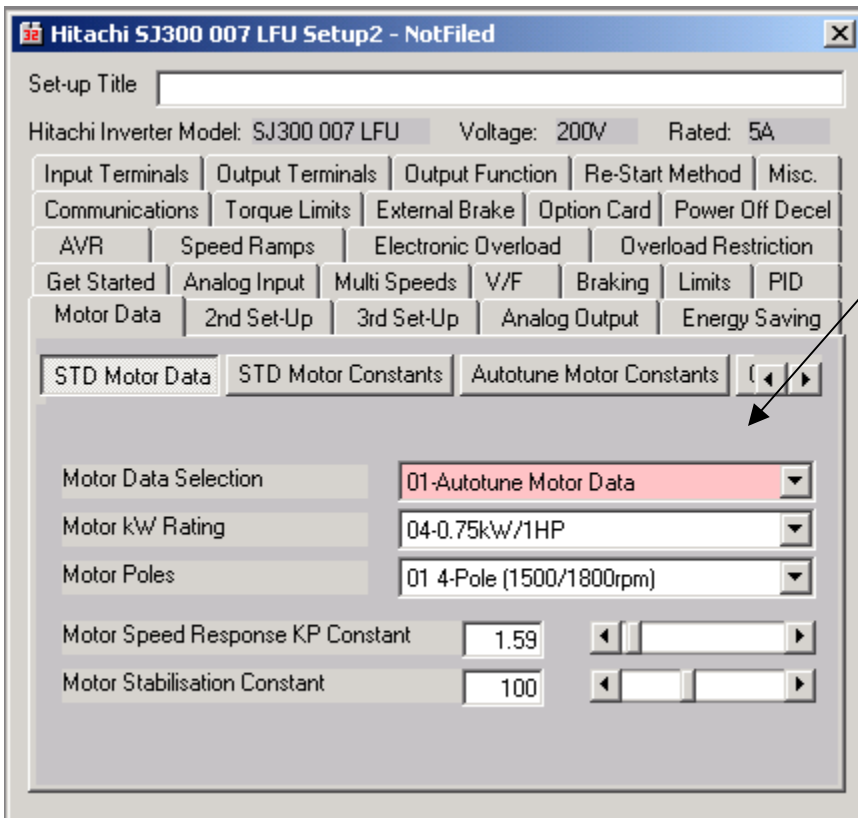 Hitachi SJ300 007 LFU Setup2 - NotFiled
Set-up Title
Hitachi Inverter Model: SJ300 007 LFU Voltage: 200V Rated: 5A
Input Terminals Output Terminals Output Function Re-Start Method Misc.
Communications Torque Limits External Brake Option Card Power Off Decel
AVR Speed Ramps Electronic Overload Overload Restriction
Get Started Analog Input Multi Speeds V/F Braking Limits PID
Motor Data 2nd Set-Up 3rd Set-Up Analog Output Energy Saving
STD Motor Data STD Motor Constants Autotune Motor Constants
Motor Data Selection 01-Autotune Motor Data
Motor kW Rating 04-0.75kW/1HP
Motor Poles 01 4-Pole (1500/1800rpm)
Motor Speed Response KP Constant 1.59
Motor Stabilisation Constant 100